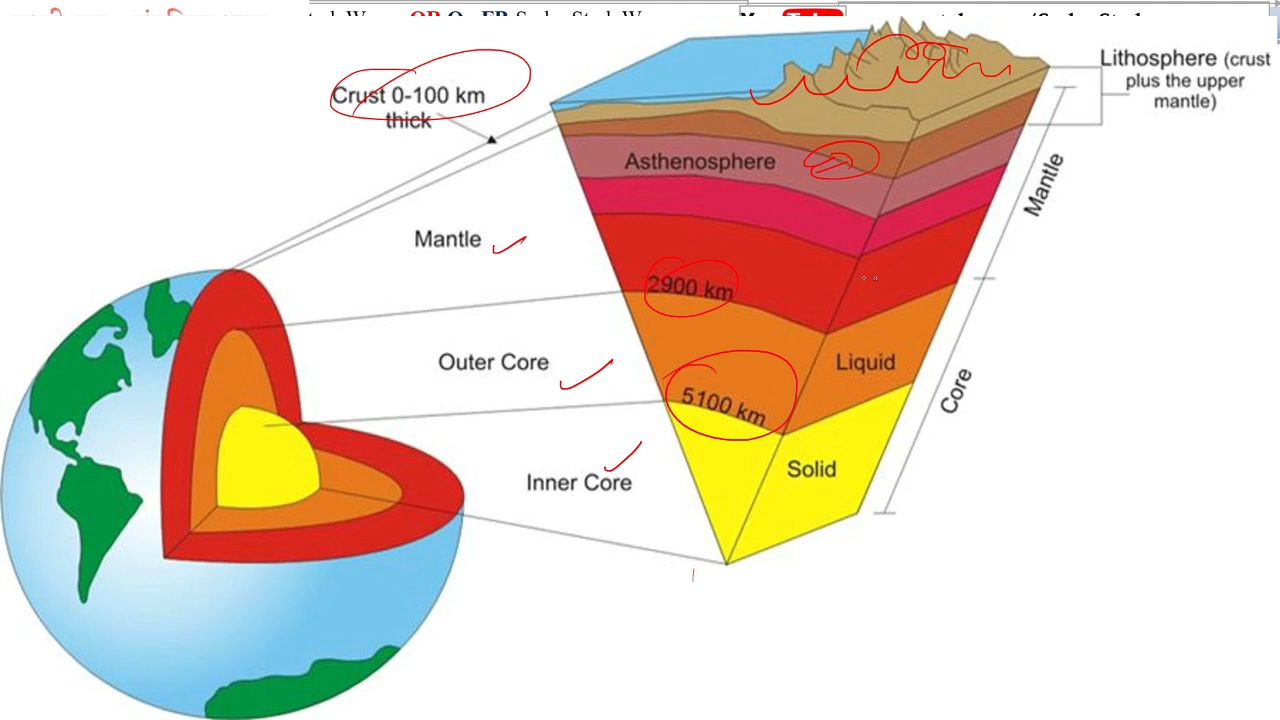 Crust 0-100 km
thick
Lithosphere (crust
plus the upper
mantle)
Asthenosphere
Mantle
Mantle
2900 km
Outer Core
Liquid
Core
5100 km
Solid
Inner Core